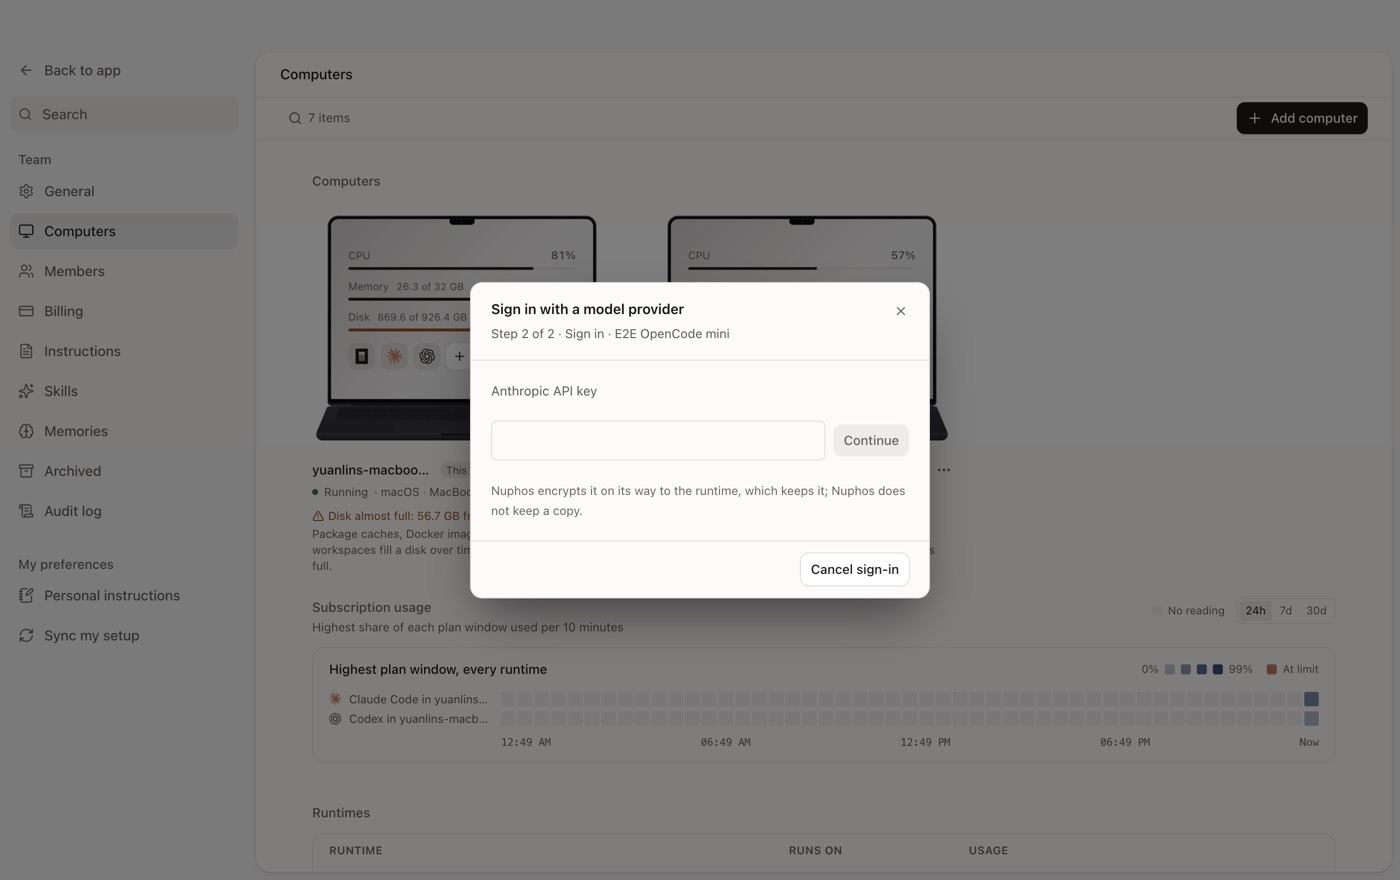 Back to app
Search
Team
General
Computers
Members
Billing
Instructions
Skills
Memories
Archived
Audit log
My preferences
Personal instructions
Sync my setup
Computers
7 items
Add computer
Computers
CPU 81%
Memory 26.3 of 32 GB
Disk 869.6 of 926.4 GB
CPU 57%
Sign in with a model provider
Step 2 of 2 · Sign in · E2E OpenCode mini
Anthropic API key
Continue
Nuphos encrypts it on its way to the runtime, which keeps it; Nuphos does
not keep a copy.
Cancel sign-in
yuanlins-macboo... This
Running · macOS
Disk almost full: 56.7 GB
Package caches, Docker
workspaces fill a disk over
full.
Subscription usage
Highest share of each plan window used per 10 minutes
No reading 24h 7d 30d
Highest plan window, every runtime
0% 99% At limit
Claude Code in yuanlins...
Codex in yuanlins-macb...
12:49 AM 06:49 AM 12:49 PM 06:49 PM Now
Runtimes
RUNTIME RUNS ON USAGE